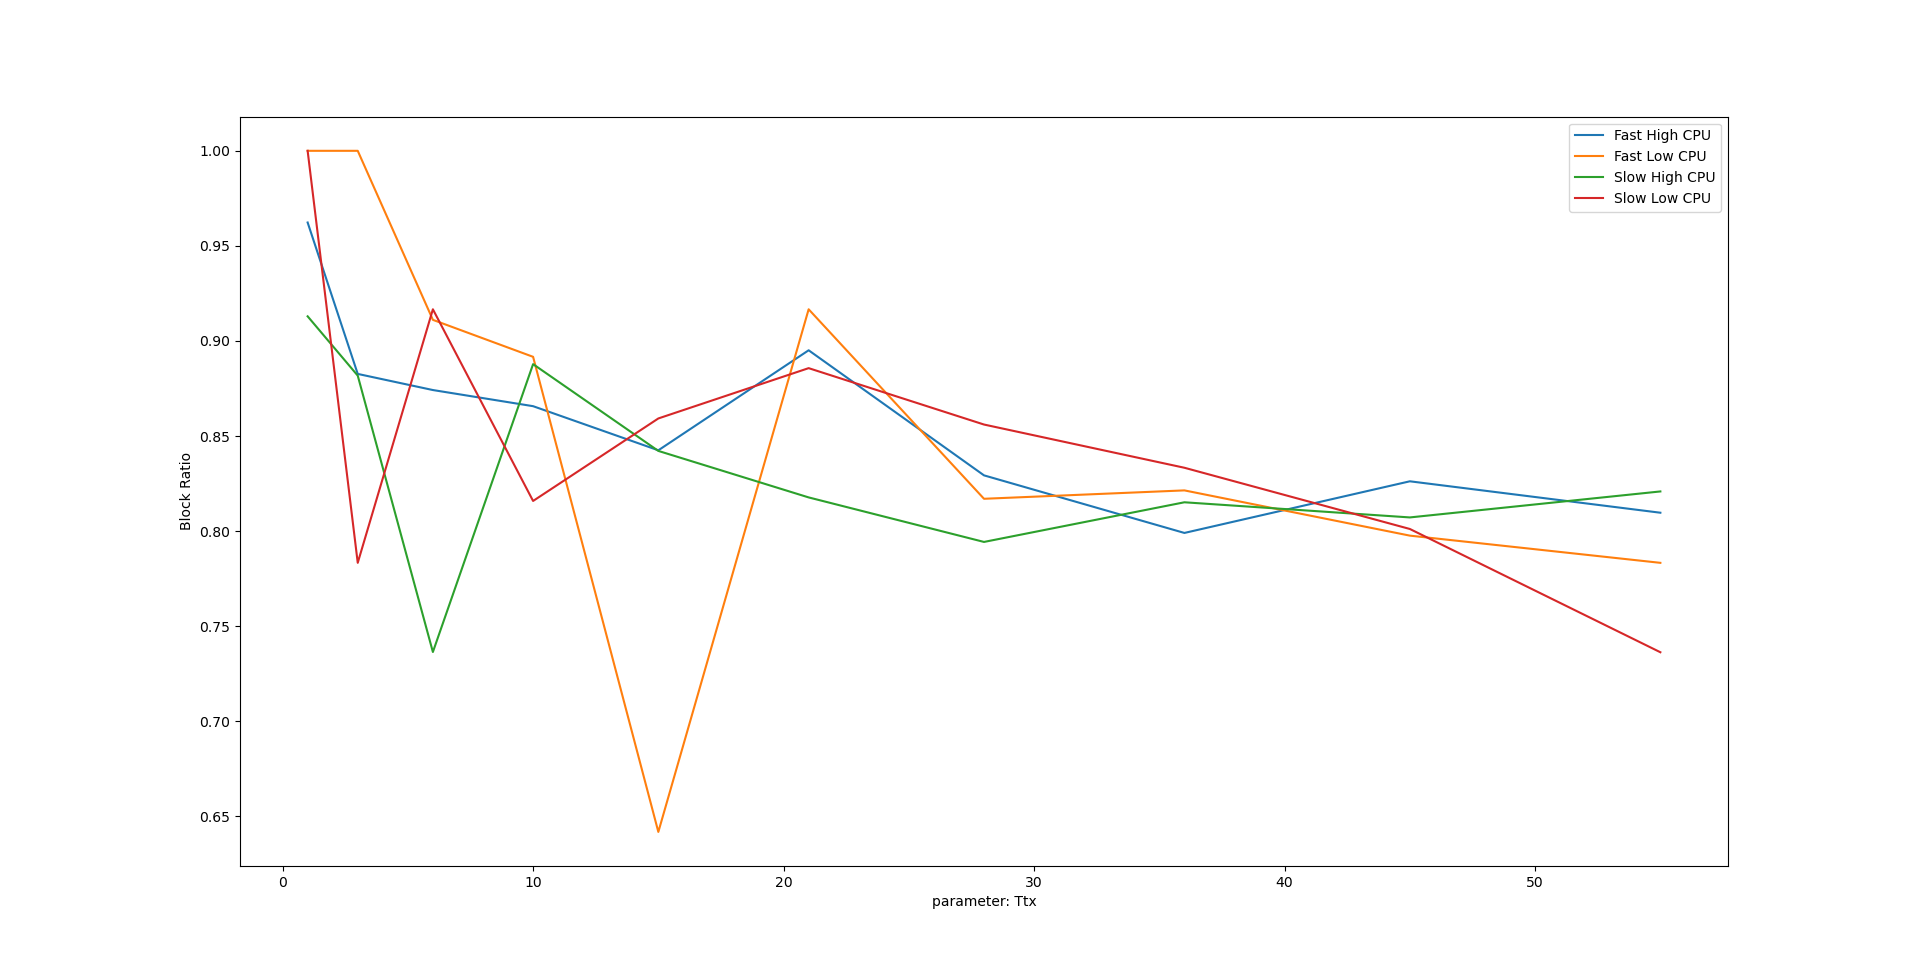 Fast High CPU
Fast Low CPU
Slow High CPU
Slow Low CPU
1.00
0.95
0.90
0.85
0.80
0.75
0.70
0.65
Block Ratio
0
10
20
30
40
50
parameter: Ttx